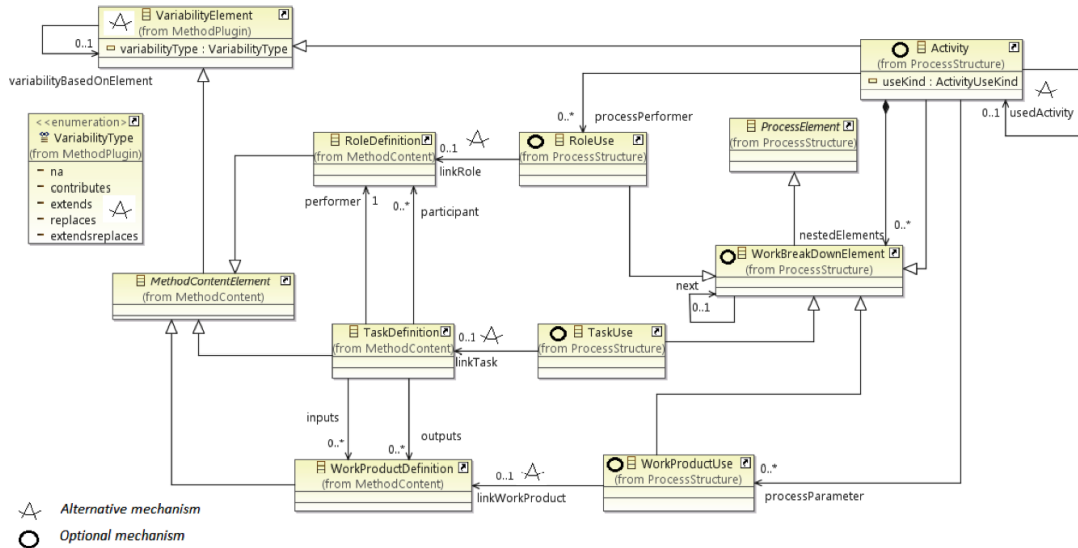 VariabilityElement
(from MethodPlugin)
variabilityType : VariabilityType
0..1
variabilityBasedOnElement
Activity
(from ProcessStructure)
useKind : ActivityUseKind
0..1
usedActivity
<<enumeration>>
VariabilityType
(from MethodPlugin)
na
contributes
extends
replaces
extendsreplaces
RoleDefinition
(from MethodContent)
0..1
linkRole
RoleUse
(from ProcessStructure)
0..*
processPerformer
ProcessElement
(from ProcessStructure)
performer
1
0..*
participant
nestedElements
0..*
WorkBreakDownElement
(from ProcessStructure)
next
0..1
MethodContentElement
(from MethodContent)
TaskDefinition
(from MethodContent)
0..1
linkTask
TaskUse
(from ProcessStructure)
inputs
0..*
outputs
0..*
WorkProductDefinition
(from MethodContent)
0..1
linkWorkProduct
WorkProductUse
(from ProcessStructure)
0..*
processParameter
Alternative mechanism
Optional mechanism